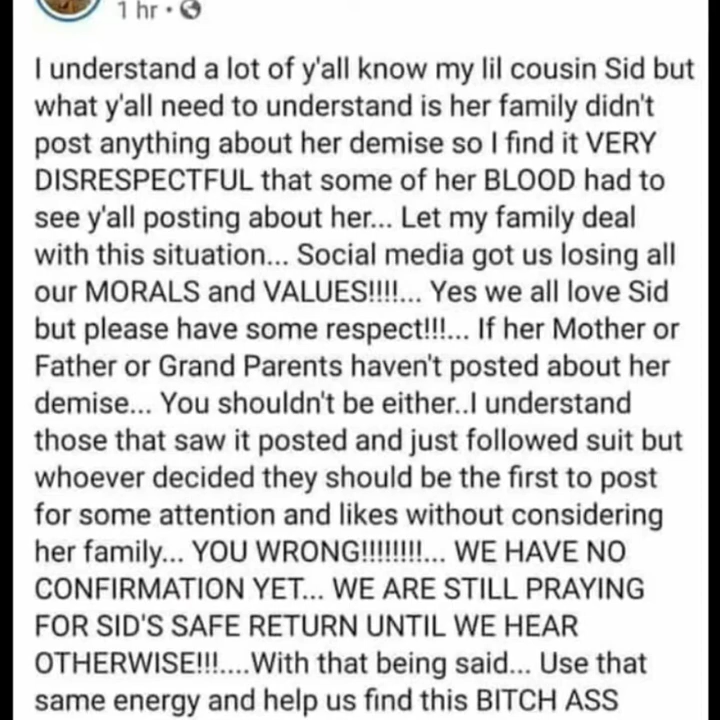 1 hr ·
I understand a lot of y'all know my lil cousin Sid but
what y'all need to understand is her family didn't
post anything about her demise so I find it VERY
DISRESPECTFUL that some of her BLOOD had to
see y'all posting about her... Let my family deal
with this situation... Social media got us losing all
our MORALS and VALUES!!!!... Yes we all love Sid
but please have some respect!!!... If her Mother or
Father or Grand Parents haven't posted about her
demise... You shouldn't be either..I understand
those that saw it posted and just followed suit but
whoever decided they should be the first to post
for some attention and likes without considering
her family... YOU WRONG!!!!!!!!!... WE HAVE NO
CONFIRMATION YET... WE ARE STILL PRAYING
FOR SID'S SAFE RETURN UNTIL WE HEAR
OTHERWISE!!!....With that being said... Use that
same energy and help us find this BITCH ASS